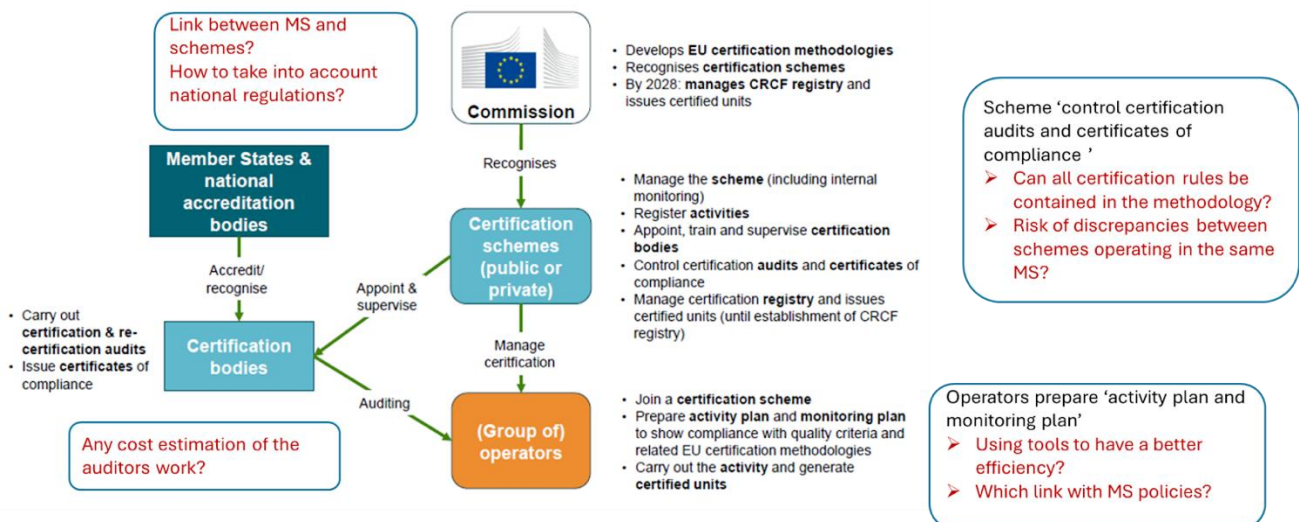 Link between MS and
schemes?
How to take into account
national regulations?
Commission
• Develops EU certification methodologies
• Recognises certification schemes
• By 2028: manages CRCF registry and
issues certified units
Scheme ‘control certification
audits and certificates of
compliance ’
➢ Can all certification rules be
contained in the methodology?
➢ Risk of discrepancies between
schemes operating in the same
MS?
Member States &
national
accreditation
bodies
Recognises
Certification
schemes
(public or
private)
• Manage the scheme (including internal
monitoring)
• Register activities
• Appoint, train and supervise certification
bodies
• Control certification audits and certificates of
compliance
• Manage certification registry and issues
certified units (until establishment of CRCF
registry)
Accredit/
recognise
Appoint &
supervise
• Carry out
certification & re-
certification audits
• Issue certificates of
compliance
Certification
bodies
Manage
ceritification
Auditing
(Group of)
operators
• Join a certification scheme
• Prepare activity plan and monitoring plan
to show compliance with quality criteria and
related EU certification methodologies
• Carry out the activity and generate
certified units
Any cost estimation of the
auditors work?
Operators prepare ‘activity plan and
monitoring plan’
➢ Using tools to have a better
efficiency?
➢ Which link with MS policies?